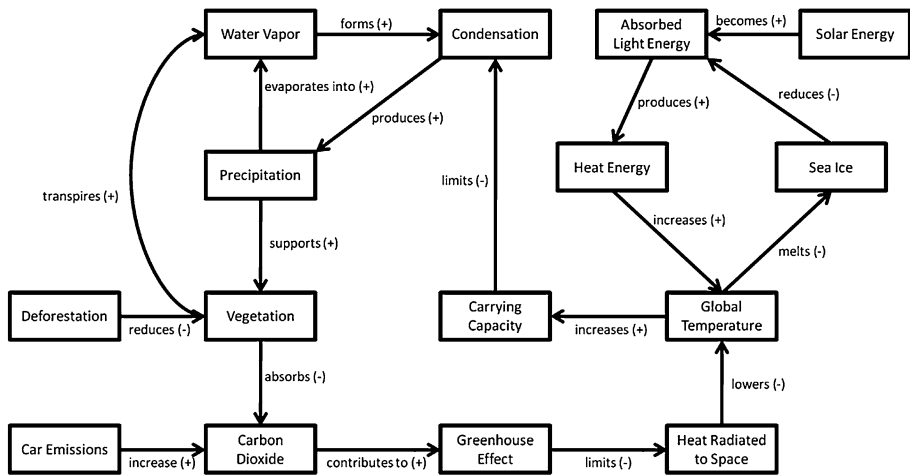 Water Vapor
forms (+)
Condensation
Absorbed
Light Energy
becomes (+)
Solar Energy
evaporates into (+)
produces (+)
produces (+)
reduces (-)
transpires (+)
Precipitation
limits (-)
Heat Energy
Sea Ice
supports (+)
increases (+)
melts (-)
Deforestation
reduces (-)
Vegetation
Carrying
Capacity
increases (+)
Global
Temperature
absorbs (-)
lowers (-)
Car Emissions
increase (+)
Carbon
Dioxide
contributes to (+)
Greenhouse
Effect
limits (-)
Heat Radiated
to Space